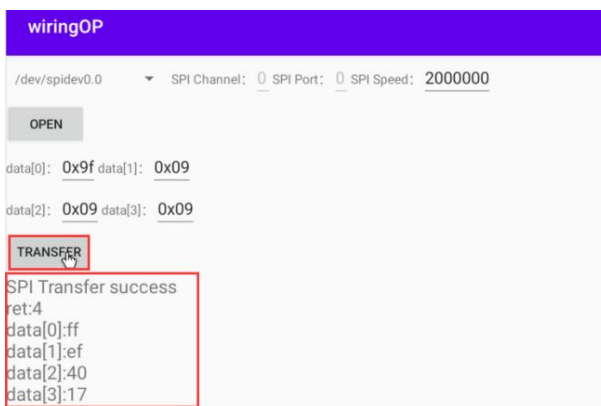 wiringOP
/dev/spidev0.0 SPI Channel: 0 SPI Port: 0 SPI Speed: 2000000
OPEN
data[0]: 0x9f data[1]: 0x09
data[2]: 0x09 data[3]: 0x09
TRANSFER
SPI Transfer success
ret:4
data[0]:ff
data[1]:ef
data[2]:40
data[3]:17